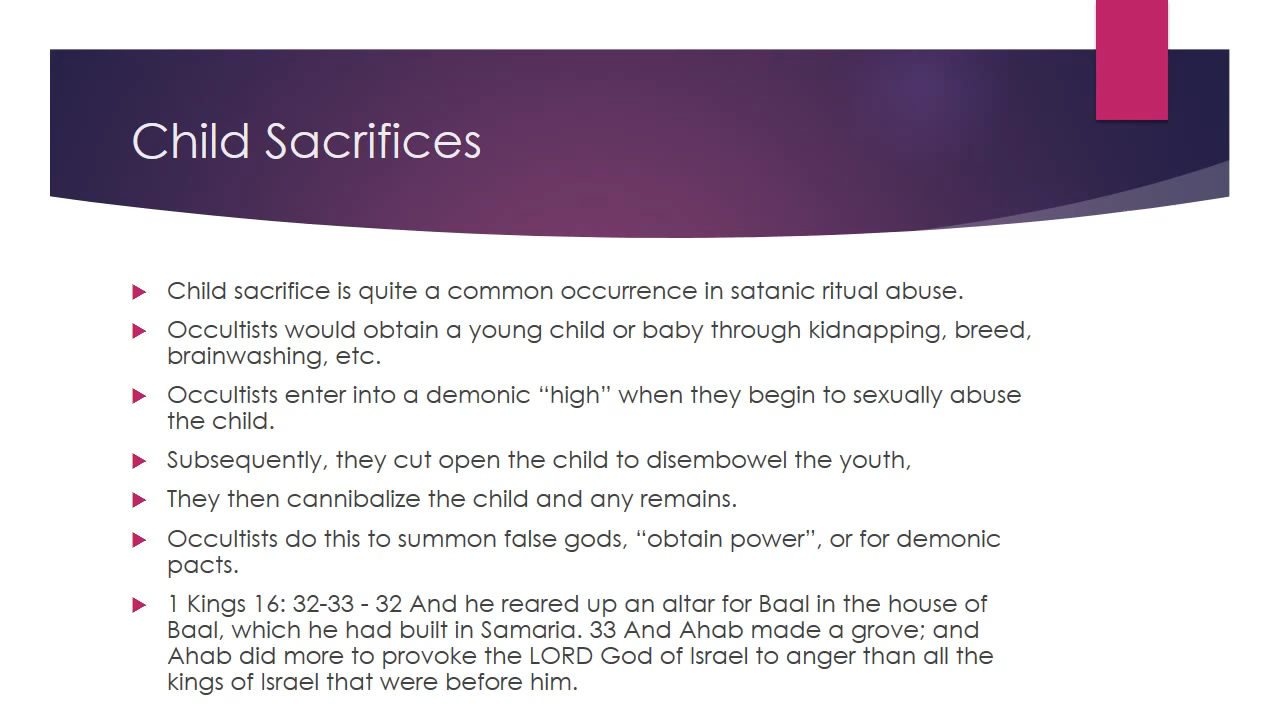 Child Sacrifices
Child sacrifice is quite a common occurrence in satanic ritual abuse.
Occultists would obtain a young child or baby through kidnapping, breed,
brainwashing, etc.
Occultists enter into a demonic “high” when they begin to sexually abuse
the child.
Subsequently, they cut open the child to disembowel the youth,
They then cannibalize the child and any remains.
Occultists do this to summon false gods, “obtain power”, or for demonic
pacts.
1 Kings 16: 32-33 - 32 And he reared up an altar for Baal in the house of
Baal, which he had built in Samaria. 33 And Ahab made a grove; and
Ahab did more to provoke the LORD God of Israel to anger than all the
kings of Israel that were before him.